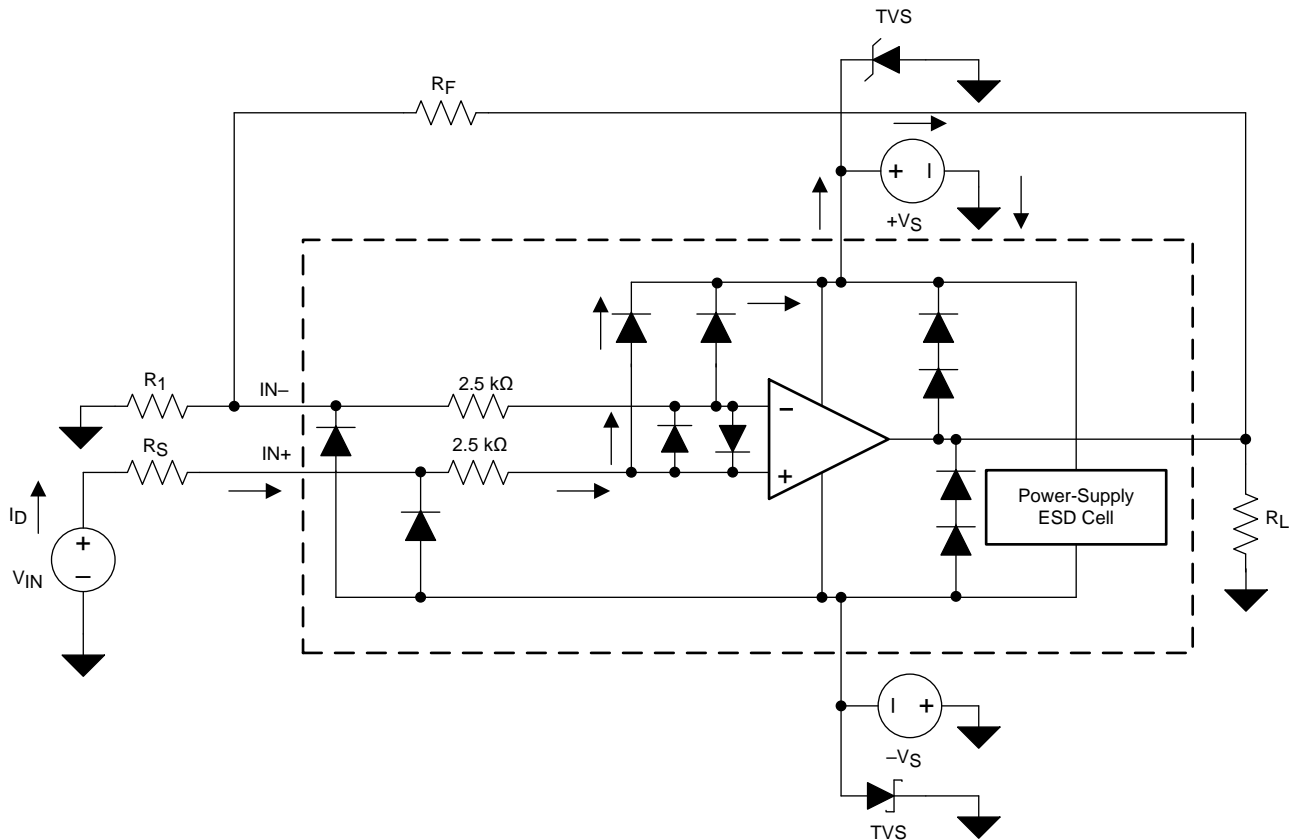 TVS
RF
+ −
+VS
R1
IN−
2.5 kΩ
RS
IN+
2.5 kΩ
−
+
ID
+
−
VIN
Power-Supply
ESD Cell
RL
− +
−VS
TVS